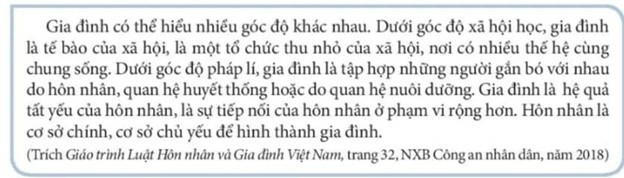 Gia đình có thể hiểu nhiều góc độ khác nhau. Dưới góc độ xã hội học, gia đình
là tế bào của xã hội, là một tổ chức thu nhỏ của xã hội, nơi có nhiều thế hệ cùng
chung sống. Dưới góc độ pháp lí, gia đình là tập hợp những người gắn bó với nhau
do hôn nhân, quan hệ huyết thống hoặc do quan hệ nuôi dưỡng. Gia đình là hệ quả
tất yếu của hôn nhân, là sự tiếp nối của hôn nhân ở phạm vi rộng hơn. Hôn nhân là
cơ sở chính, cơ sở chủ yếu để hình thành gia đình.
(Trích Giáo trình Luật Hôn nhân và Gia đình Việt Nam, trang 32, NXB Công an nhân dân, năm 2018)